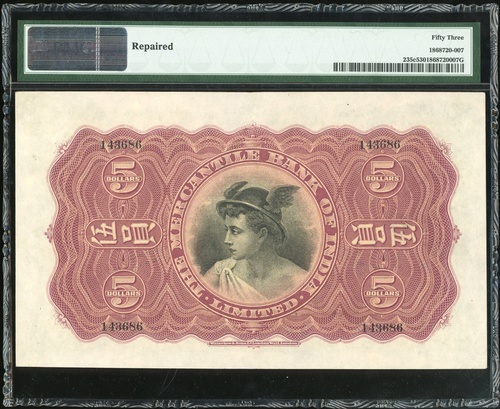 Repaired
Fifty Three
1868720-007
235c5301868720007G
143686
143686
5
DOLLARS
5
DOLLARS
THE MERCANTILE BANK OF INDIA
LIMITED
伍員
伍員
5
DOLLARS
5
DOLLARS
143686
143686